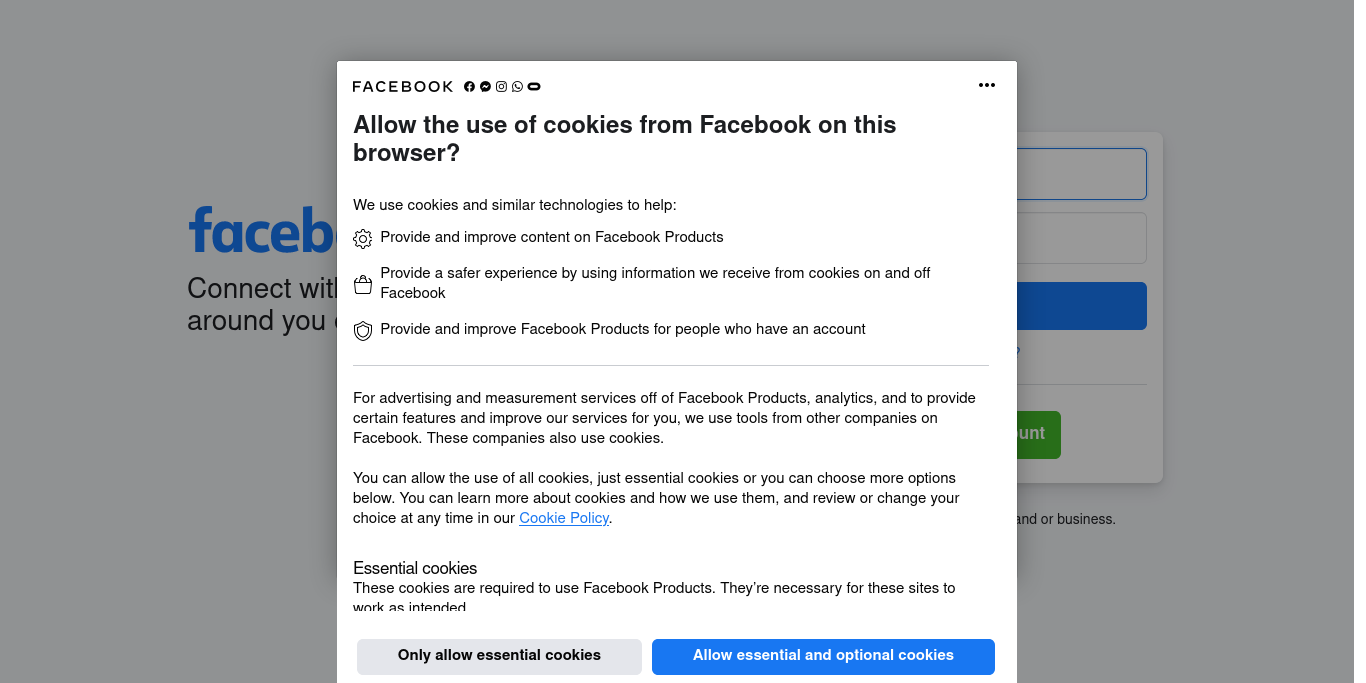 FACEBOOK
Allow the use of cookies from Facebook on this
browser?
We use cookies and similar technologies to help:
Provide and improve content on Facebook Products
Provide a safer experience by using information we receive from cookies on and off
Facebook
Provide and improve Facebook Products for people who have an account
For advertising and measurement services off of Facebook Products, analytics, and to provide
certain features and improve our services for you, we use tools from other companies on
Facebook. These companies also use cookies.
You can allow the use of all cookies, just essential cookies or you can choose more options
below. You can learn more about cookies and how we use them, and review or change your
choice at any time in our Cookie Policy.
Essential cookies
These cookies are required to use Facebook Products. They’re necessary for these sites to
work as intended
Only allow essential cookies
Allow essential and optional cookies
faceb
Connect with
around you
ount
and or business.